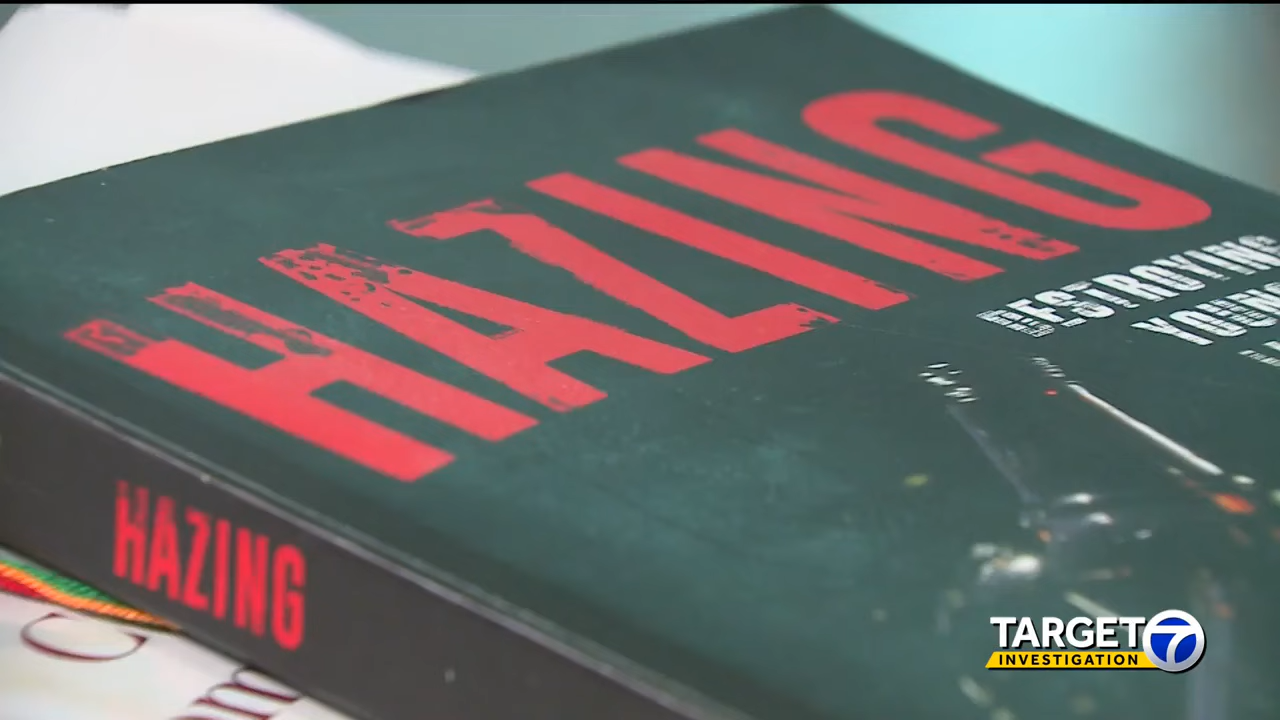 HAZING
DESTROYING
YOUNG
HAZING
TARGET 7
INVESTIGATION